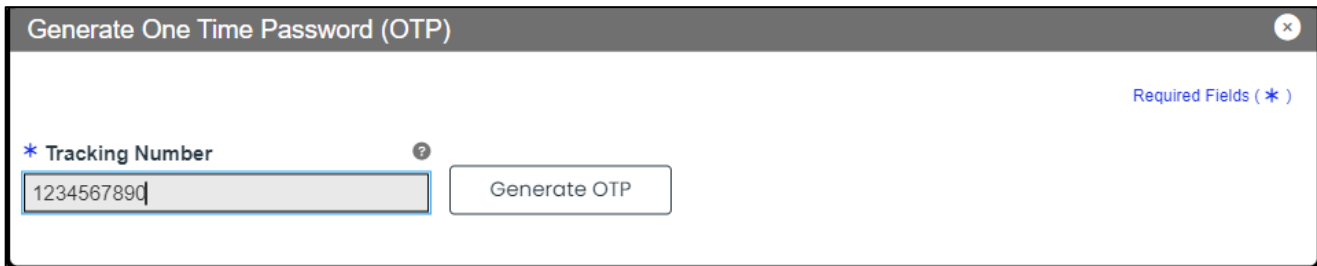 Generate One Time Password (OTP)
Required Fields ( * )
* Tracking Number ?
1234567890
Generate OTP